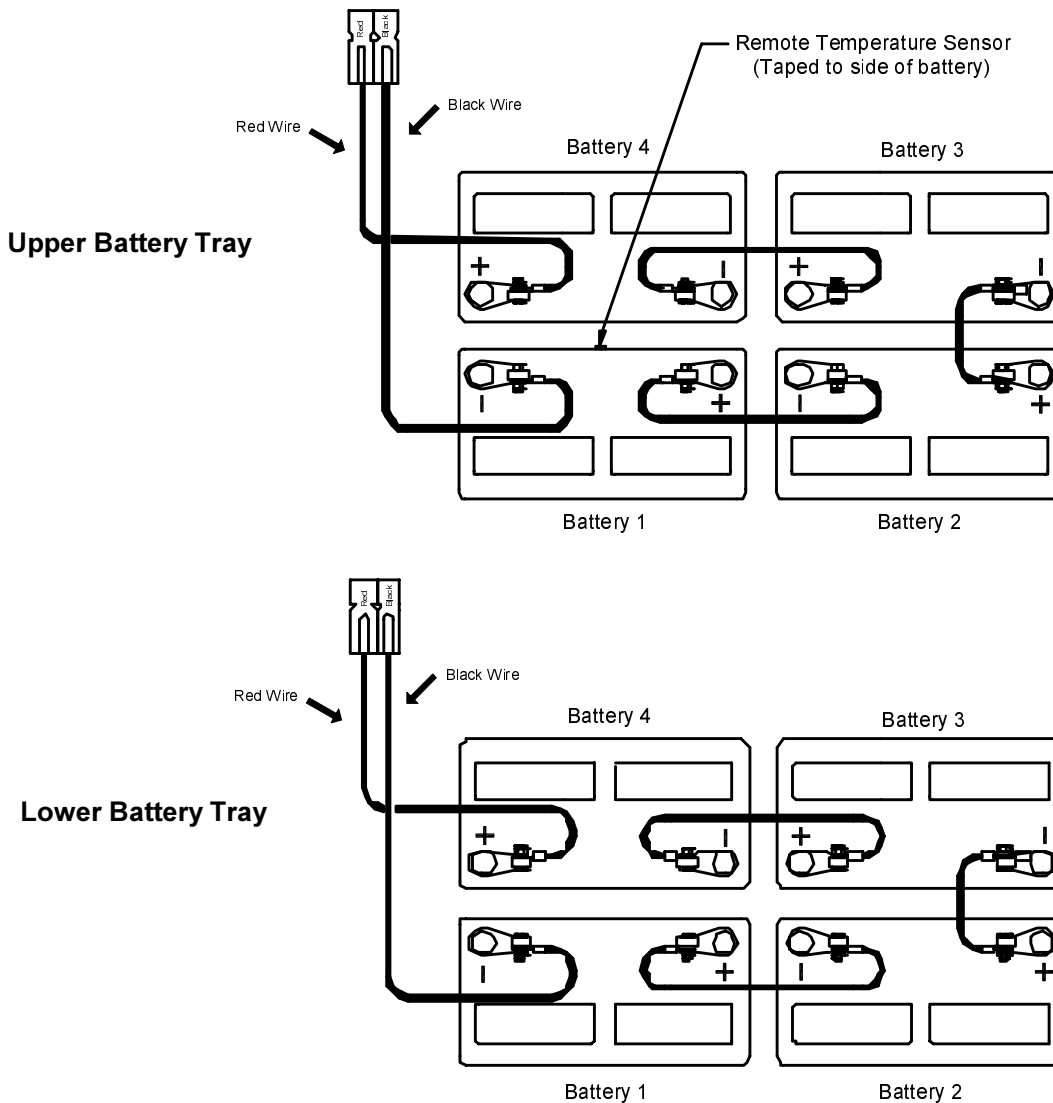 Red Black
Remote Temperature Sensor
(Taped to side of battery)
Black Wire
Red Wire
Battery 4
Battery 3
Upper Battery Tray
+ - + -
- + - +
Battery 1
Battery 2
Red Black
Black Wire
Red Wire
Battery 4
Battery 3
Lower Battery Tray
+ - + -
- + - +
Battery 1
Battery 2